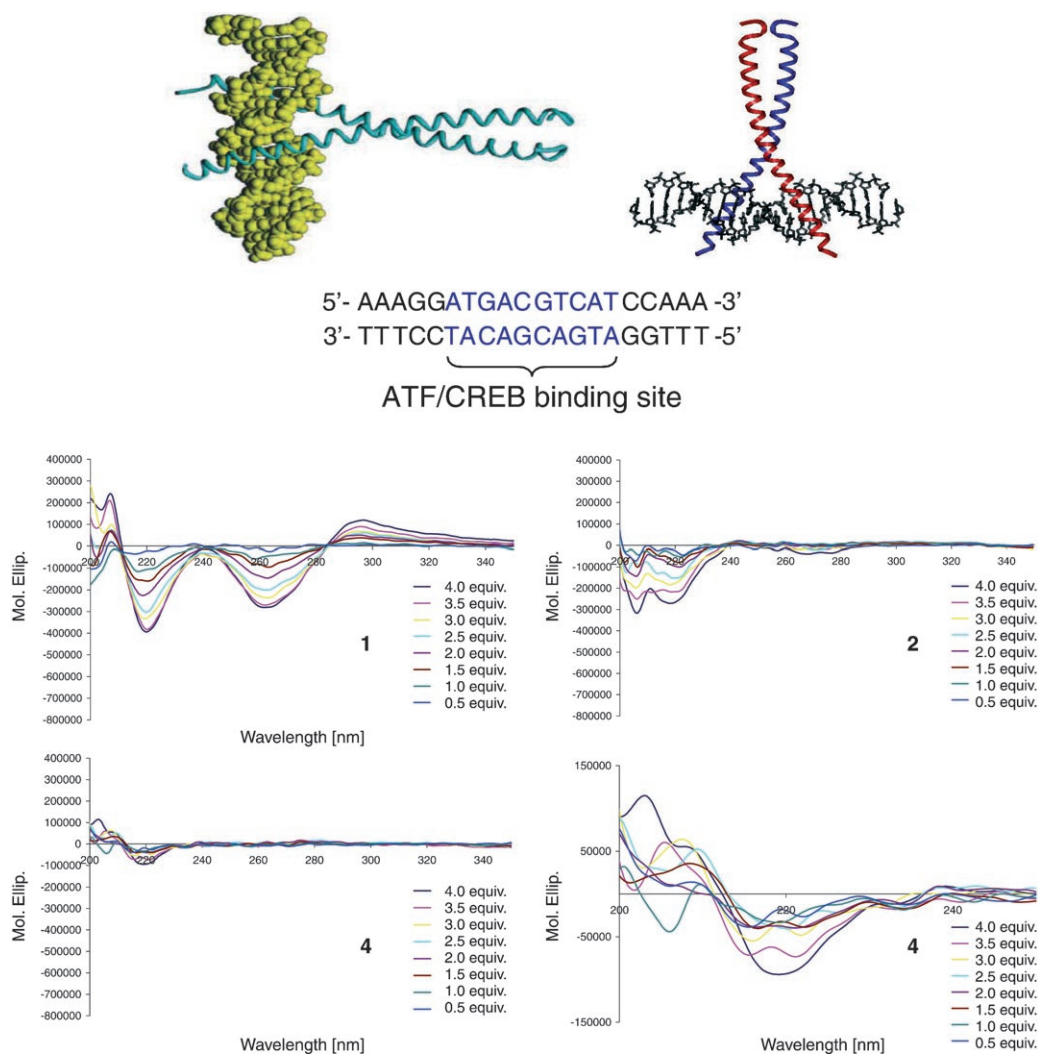 5’- AAAGGATGACGTCATCCAAA -3’
3’- TTTCCTACAGCAGTAGGTTT -5’
ATF/CREB binding site
400000
300000
200000
100000
0
-100000
-200000
-300000
-400000
-500000
-600000
-700000
-800000
Mol. Ellip.
200 220 240 260 280 300 320 340
4.0 equiv.
3.5 equiv.
3.0 equiv.
2.5 equiv.
2.0 equiv.
1.5 equiv.
1.0 equiv.
0.5 equiv.
1
Wavelength [nm]
400000
300000
200000
100000
0
-100000
-200000
-300000
-400000
-500000
-600000
-700000
-800000
Mol. Ellip.
200 220 240 260 280 300 320 340
4.0 equiv.
3.5 equiv.
3.0 equiv.
2.5 equiv.
2.0 equiv.
1.5 equiv.
1.0 equiv.
0.5 equiv.
2
400000
300000
200000
100000
0
-100000
-200000
-300000
-400000
-500000
-600000
-700000
-800000
Mol. Ellip.
200 220 240 260 280 300 320 340
4.0 equiv.
3.5 equiv.
3.0 equiv.
2.5 equiv.
2.0 equiv.
1.5 equiv.
1.0 equiv.
0.5 equiv.
4
Wavelength [nm]
150000
100000
50000
0
-50000
-150000
Mol. Ellip.
200 220 240
4.0 equiv.
3.5 equiv.
3.0 equiv.
2.5 equiv.
2.0 equiv.
1.5 equiv.
1.0 equiv.
0.5 equiv.
4
Wavelength [nm]